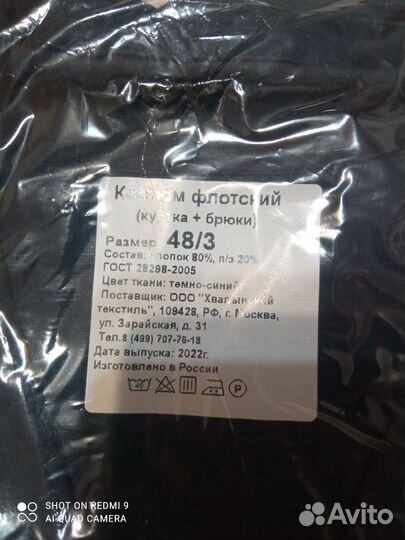 Костюм флотский
(куртка + брюки)
Размер 48/3
Состав: хлопок 80%, п/э 20%
ГОСТ 29298-2005
Цвет ткани: темно-синий
Поставщик: ООО "Хвалынский
текстиль", 109428, РФ, г. Москва,
ул. Зарайская, д. 31
Тел.8 (499) 707-76-18
Дата выпуска: 2022г.
Изготовлено в России
40
P
SHOT ON REDMI 9
AI QUAD CAMERA
Avito